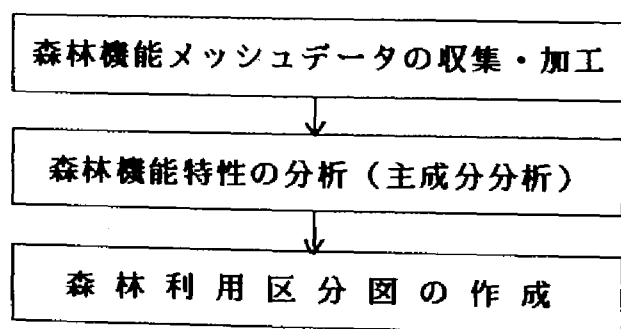 森林機能メッシュデータの収集・加工
森林機能特性の分析（主成分分析）
森林利用区分図の作成